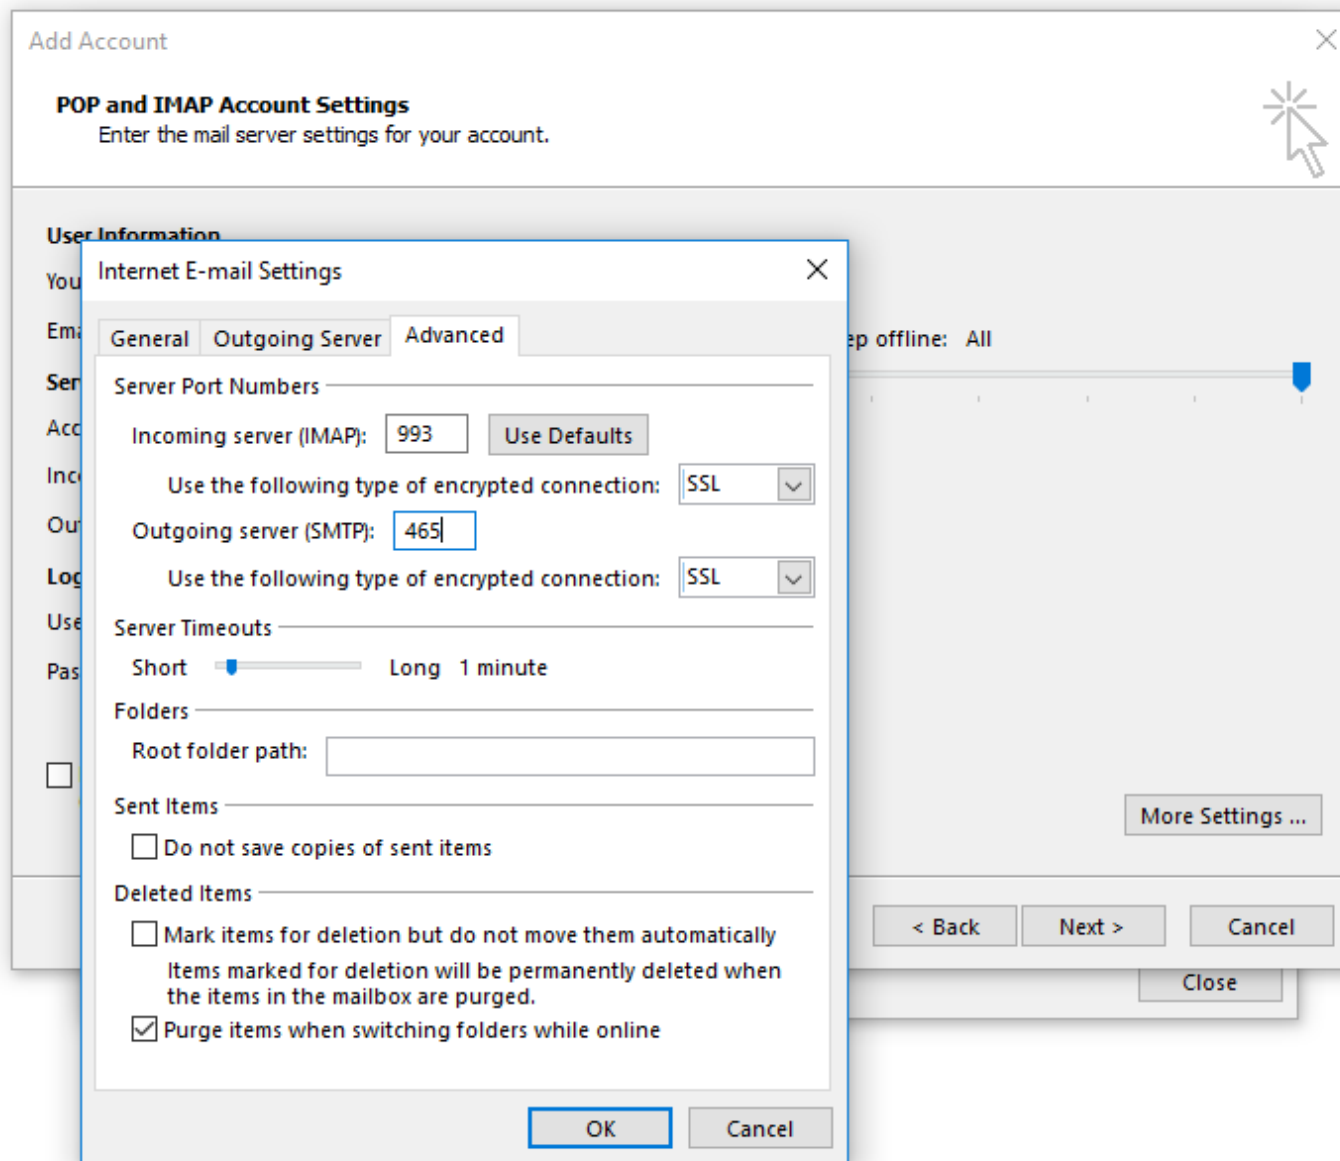 Add Account
POP and IMAP Account Settings
Enter the mail server settings for your account.
User Information
Internet E-mail Settings
General Outgoing Server Advanced
offline: All
Server Port Numbers
Incoming server (IMAP): 993 Use Defaults
Use the following type of encrypted connection: SSL
Outgoing server (SMTP): 465
Use the following type of encrypted connection: SSL
Server Timeouts
Short Long 1 minute
Folders
Root folder path:
Sent Items
More Settings ...
Do not save copies of sent items
Deleted Items
Mark items for deletion but do not move them automatically
< Back Next > Cancel
Items marked for deletion will be permanently deleted when
the items in the mailbox are purged.
Close
Purge items when switching folders while online
OK Cancel